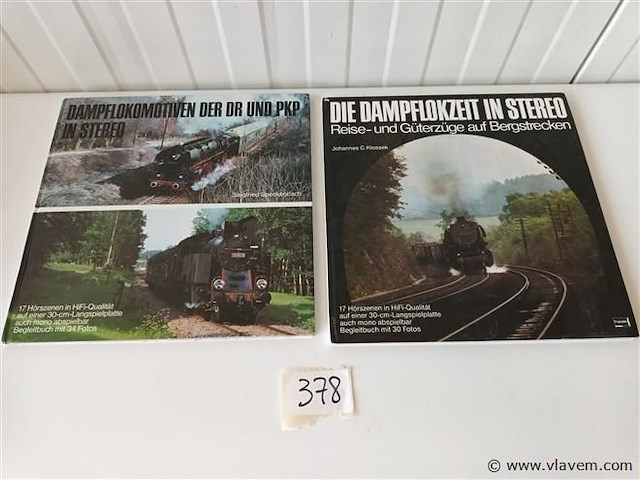 DAMPFLOKOMOTIVEN DER DR UND PKP
IN STEREO
Siegfried Speckenbach
17 Hörszenen in HiFi-Qualität
auf einer 30-cm-Langspielplatte
auch mono abspielbar
Begleitbuch mit 34 Fotos
DIE DAMPFLOKZEIT IN STEREO
Reise- und Güterzüge auf Bergstrecken
Johannes C. Klossek
17 Hörszenen in HiFi-Qualität
auf einer 30-cm-Langspielplatte
auch mono abspielbar
Begleitbuch mit 30 Fotos
378
© www.vlavem.com